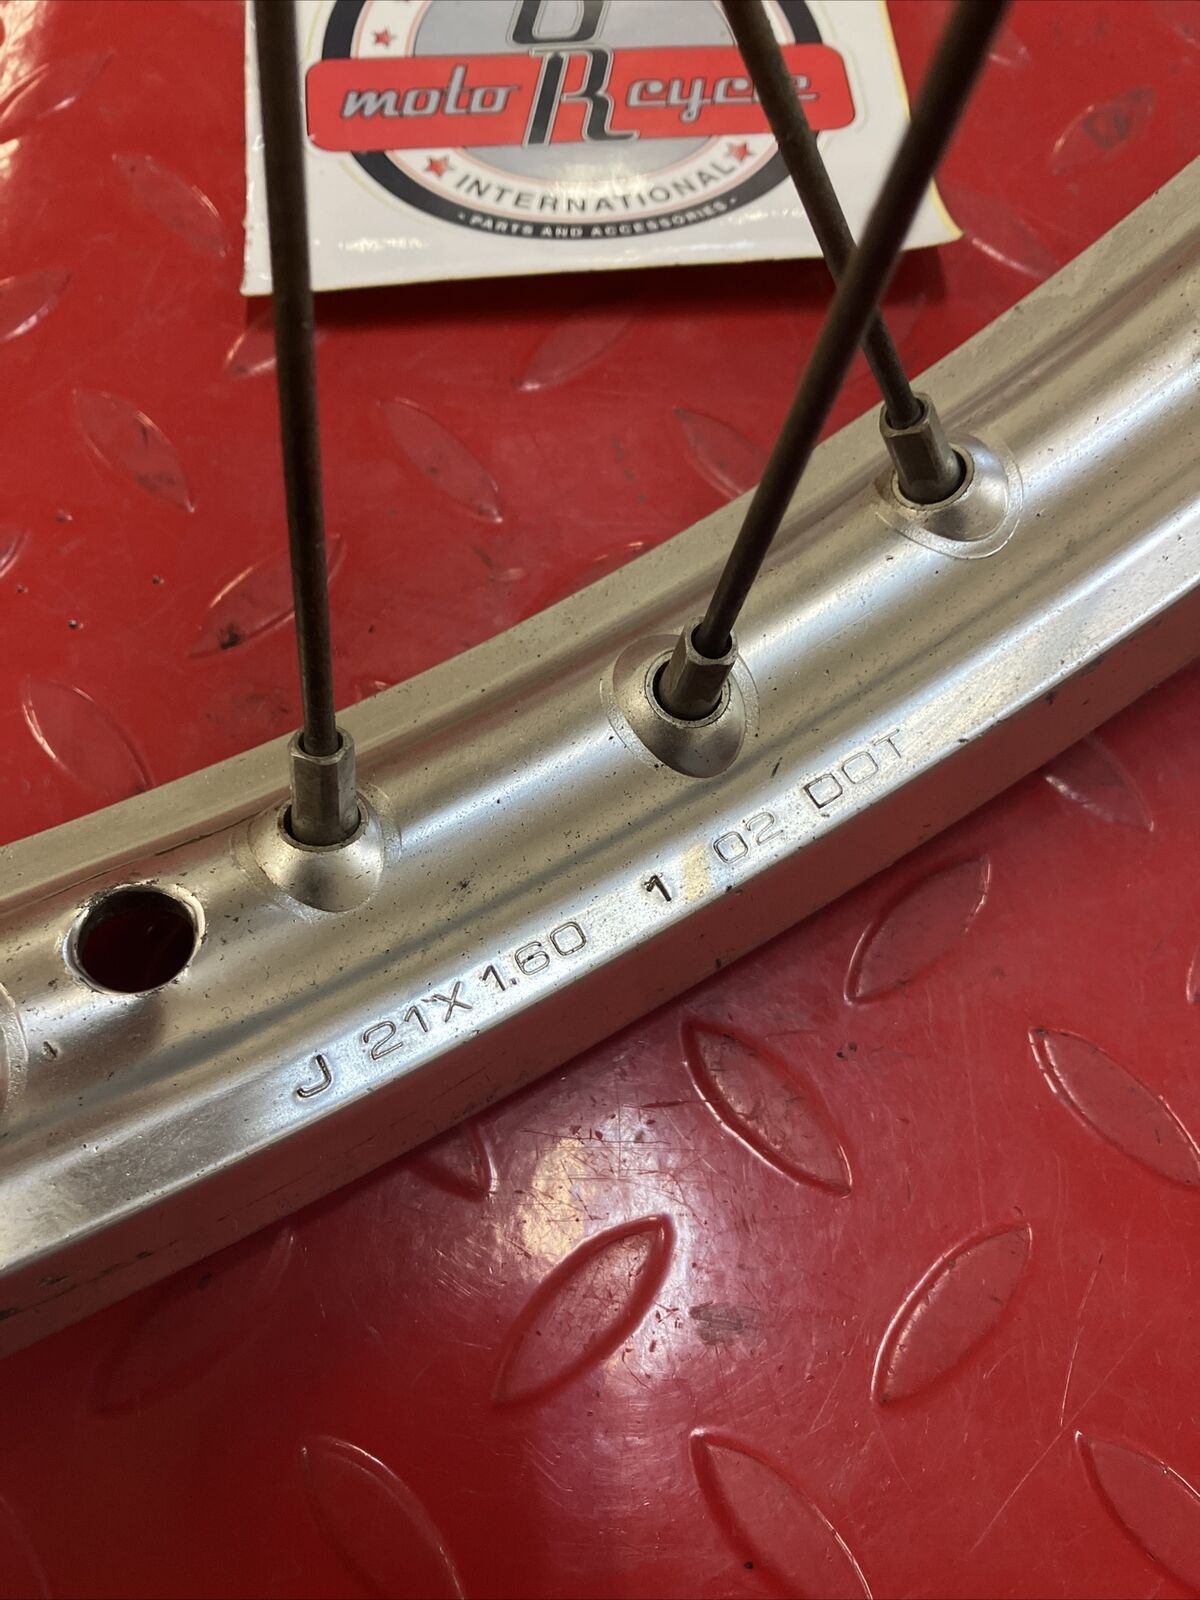 moto R cycle
INTERNATIONAL
• PARTS AND ACCESSORIES •
J 21X1.60 1 02 DOT